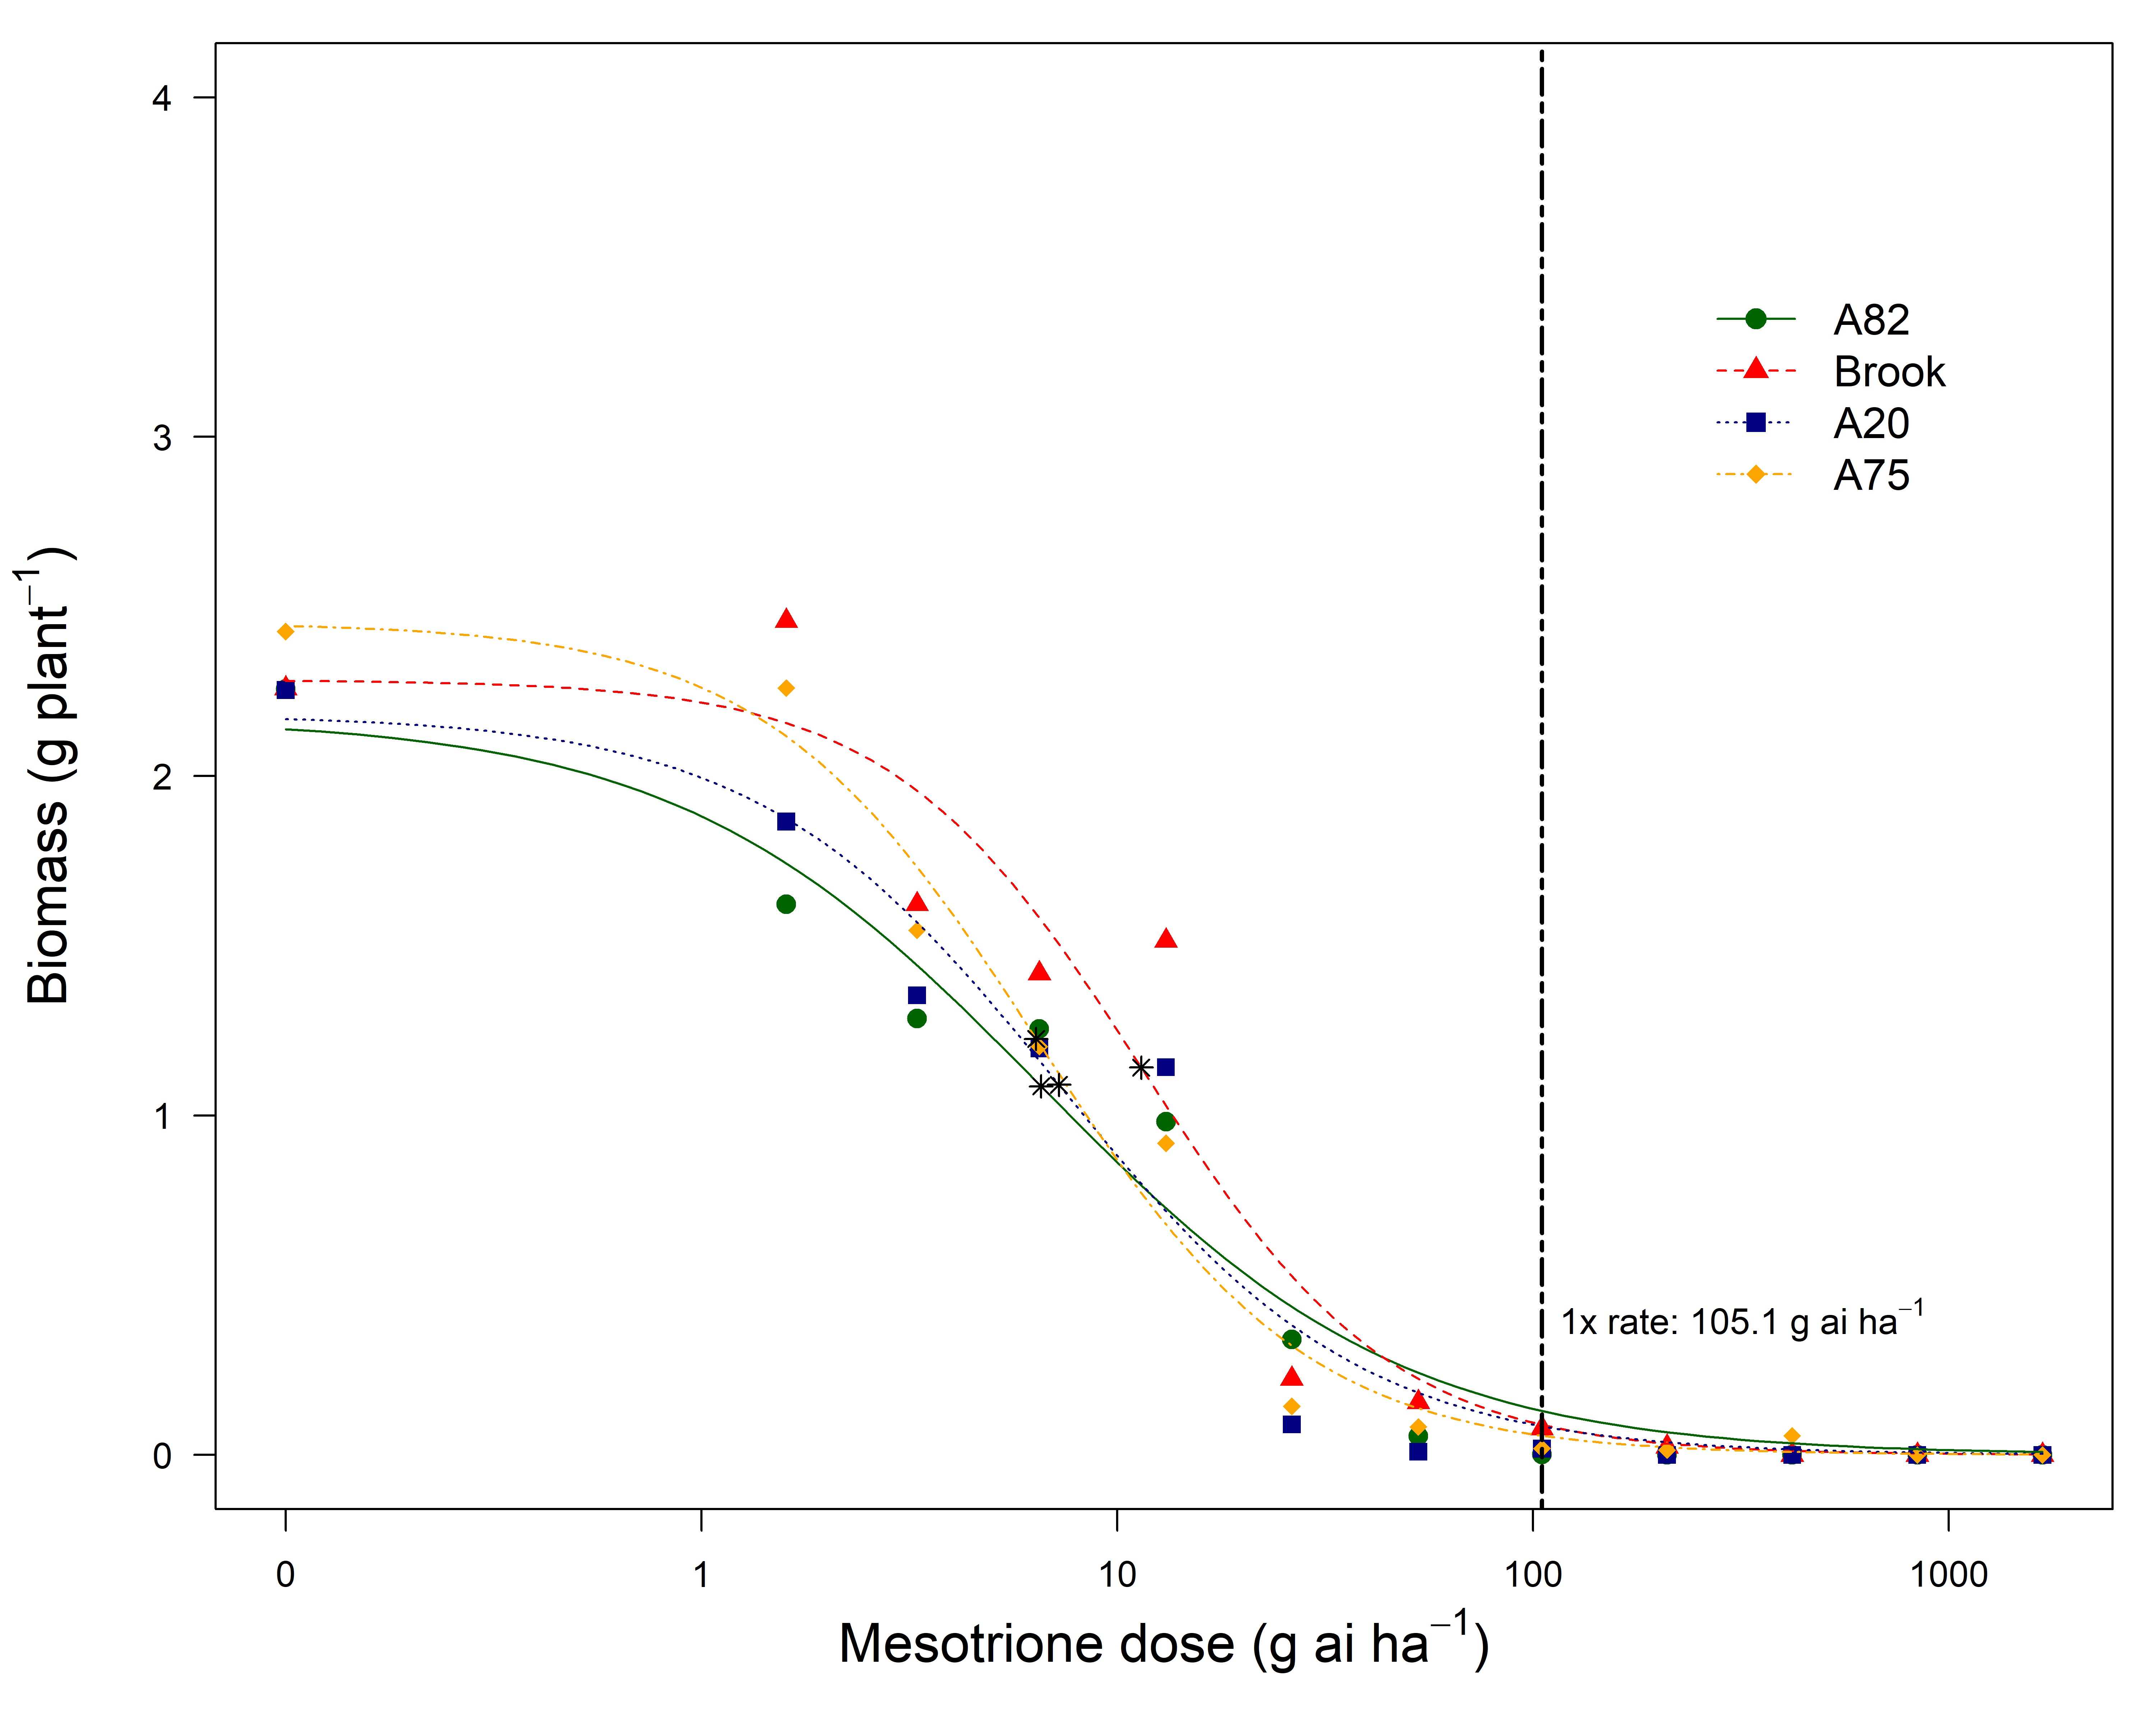 4
3
2
1
0
Biomass (g plant⁻¹)
A82
Brook
A20
A75
1x rate: 105.1 g ai ha⁻¹
0 1 10 100 1000
Mesotrione dose (g ai ha⁻¹)